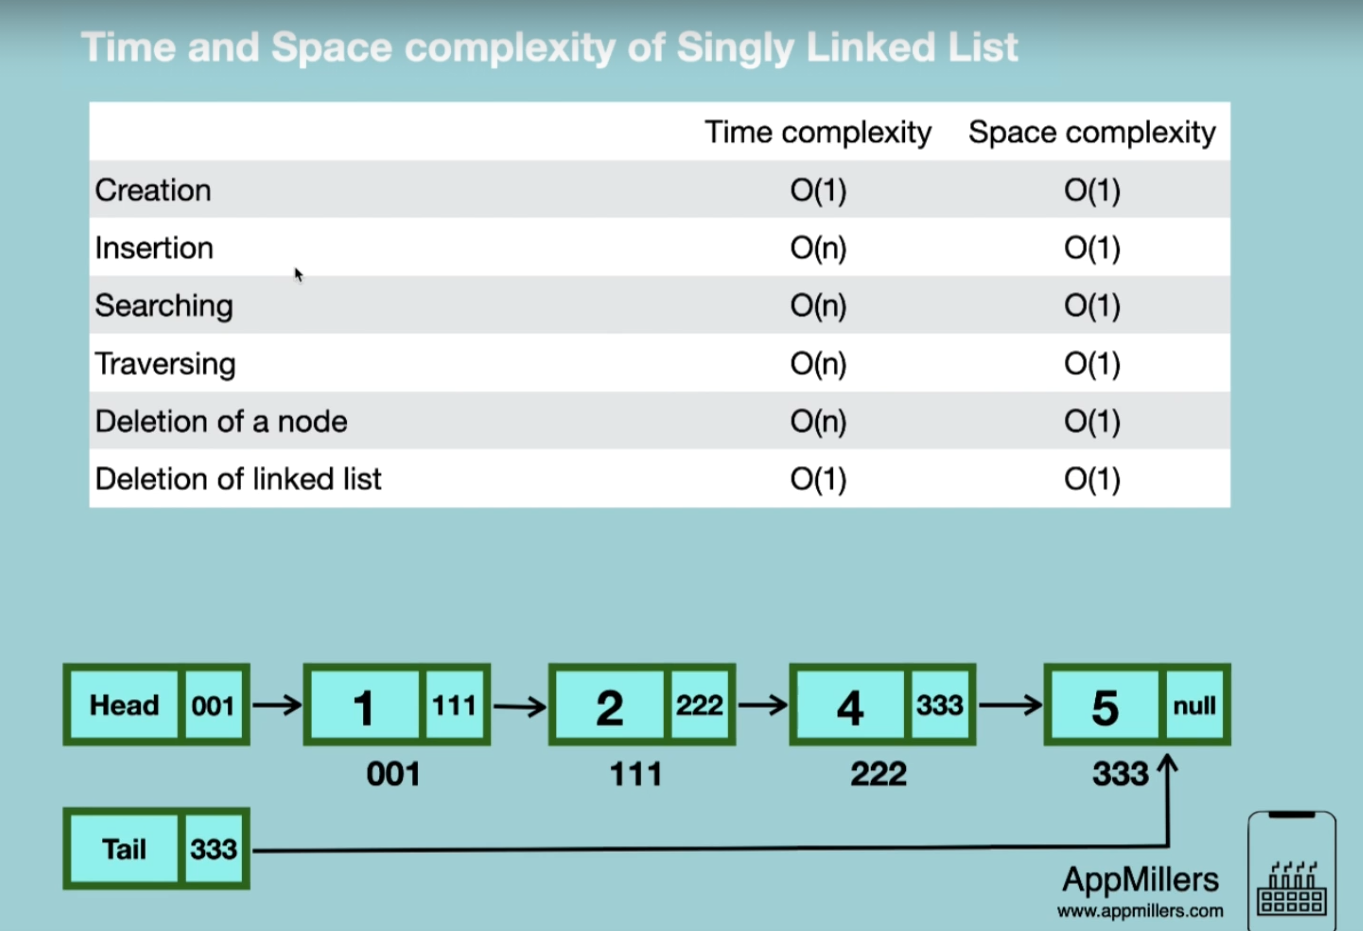 Time and Space complexity of Singly Linked List
Time complexity Space complexity
Creation O(1) O(1)
Insertion O(n) O(1)
Searching O(n) O(1)
Traversing O(n) O(1)
Deletion of a node O(n) O(1)
Deletion of linked list O(1) O(1)
Head 001 1 111 2 222 4 333 5 null
001 111 222 333
Tail 333
AppMillers
www.appmillers.com